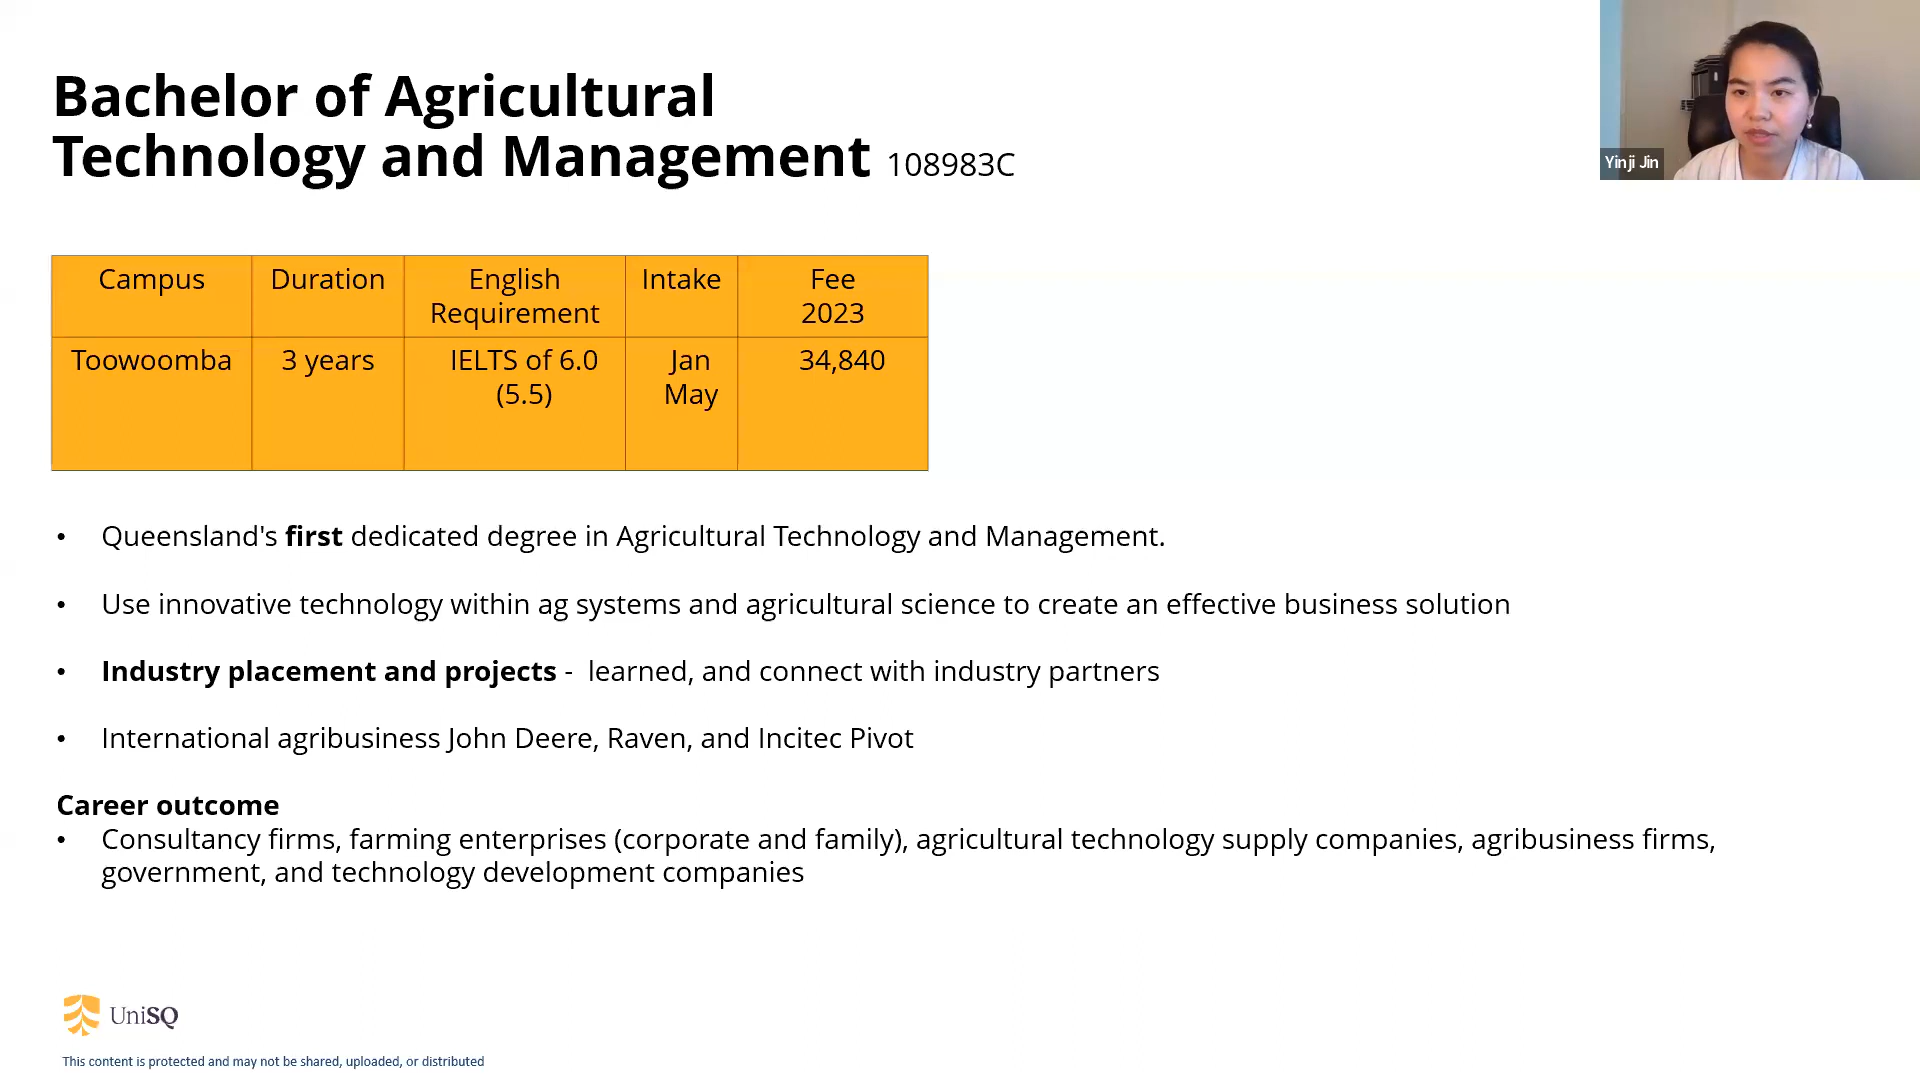 Bachelor of Agricultural
Technology and Management 108983C
Yinji Jin
Campus Duration English Requirement Intake Fee 2023
Toowoomba 3 years IELTS of 6.0 (5.5) Jan May 34,840
• Queensland's first dedicated degree in Agricultural Technology and Management.
• Use innovative technology within ag systems and agricultural science to create an effective business solution
• Industry placement and projects - learned, and connect with industry partners
• International agribusiness John Deere, Raven, and Incitec Pivot
Career outcome
• Consultancy firms, farming enterprises (corporate and family), agricultural technology supply companies, agribusiness firms,
government, and technology development companies
UniSQ
This content is protected and may not be shared, uploaded, or distributed